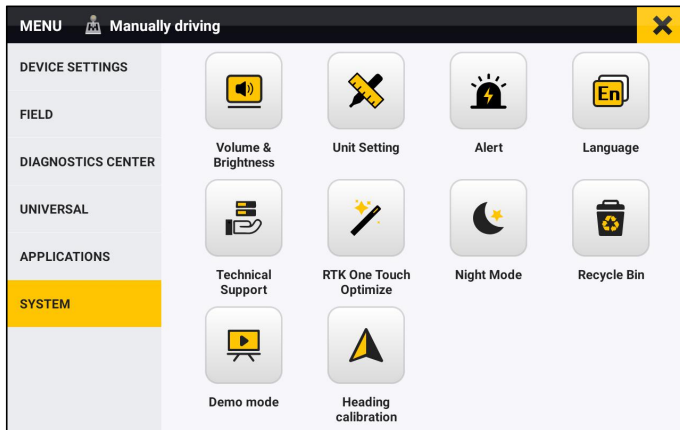 MENU Manually driving
DEVICE SETTINGS
FIELD
DIAGNOSTICS CENTER
UNIVERSAL
APPLICATIONS
SYSTEM
Volume &
Brightness
Unit Setting
Alert
En
Language
Technical
Support
RTK One Touch
Optimize
Night Mode
Recycle Bin
Demo mode
Heading
calibration